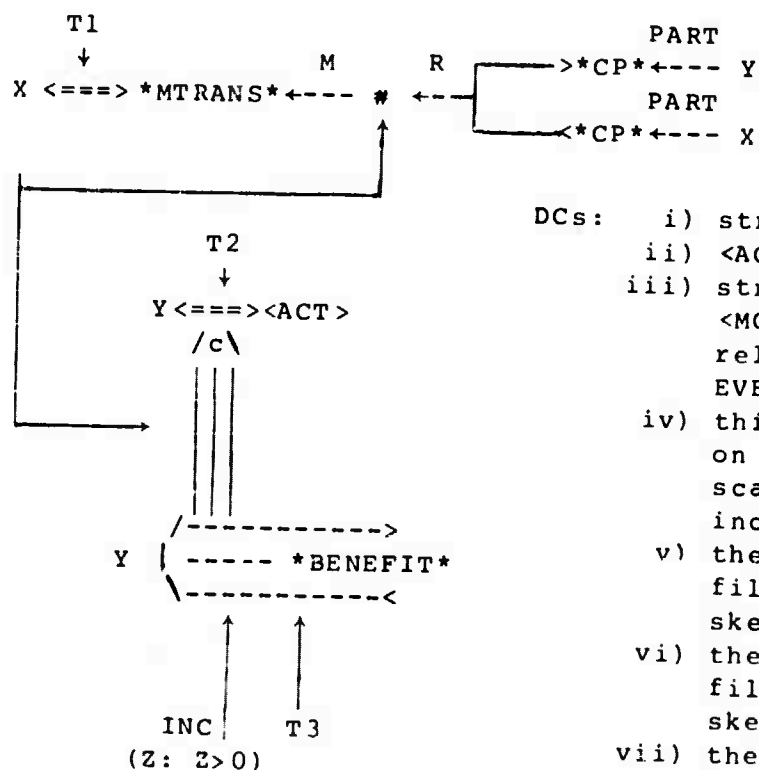 T1
PART
M R >*CP*←--- Y
X <===> *MTRANS*←--- # ←---
PART
<*CP*←--- X
T2
Y<===><ACT>
/c\
/----------->
Y ( ----- *BENEFIT*
\-----------<
INC T3
(Z: Z>0)
DCs: i) str
ii) <AC
iii) str
<MO
rel
EVE
iv) thi
on
sca
inc
v) the
fil
ske
vi) the
fil
ske
vii) the